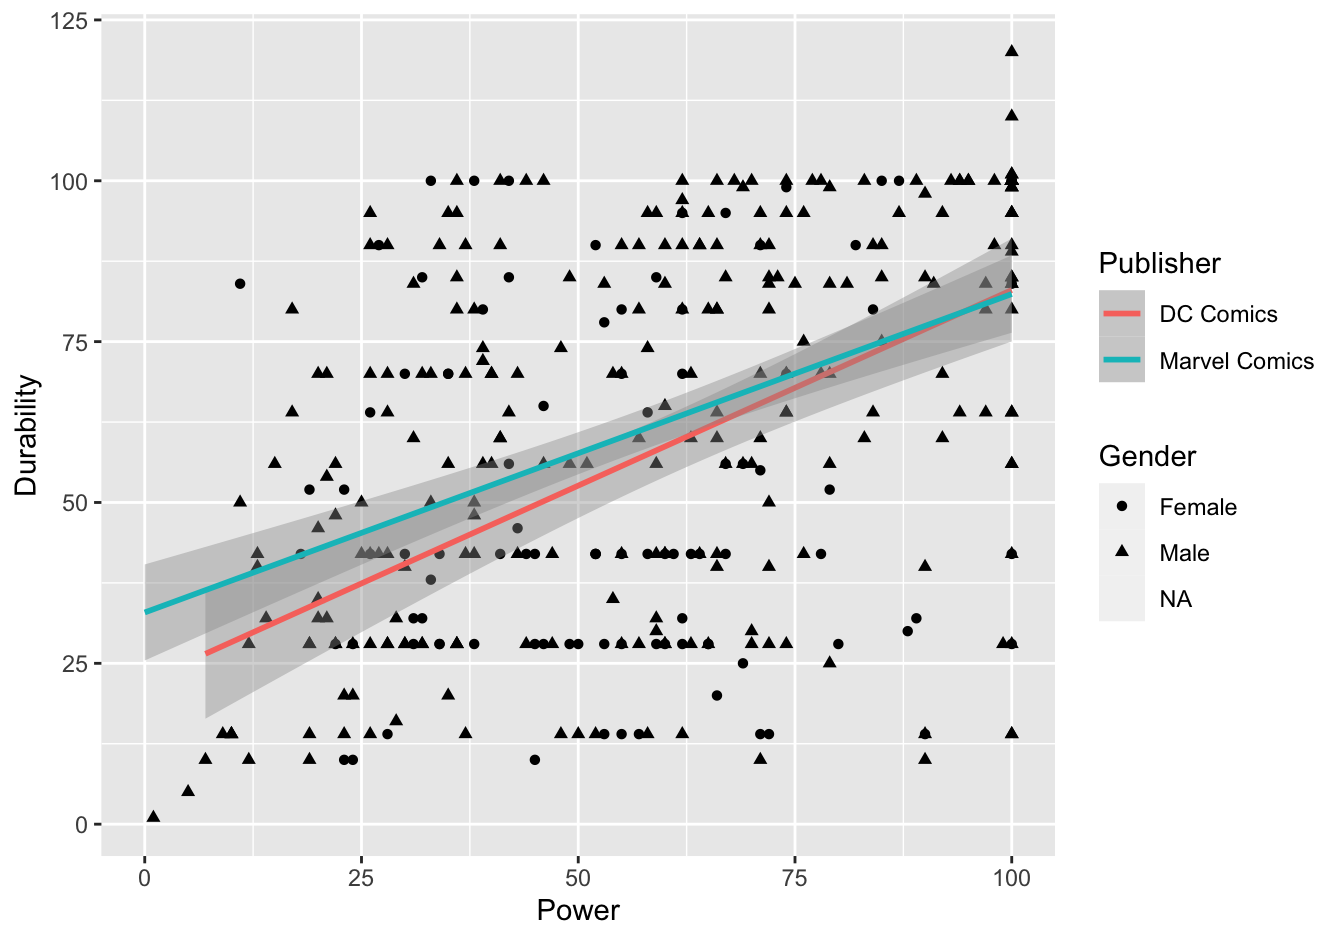 125
100
75
50
25
0
Durability
0 25 50 75 100
Power
Publisher
DC Comics
Marvel Comics
Gender
Female
Male
NA